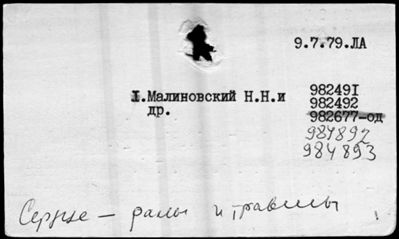 9.7.79.ЛА
I.Малиновский Н.Н.и др.
982491
982492
982677-од
984892
984893
Сердце - раны и травмы